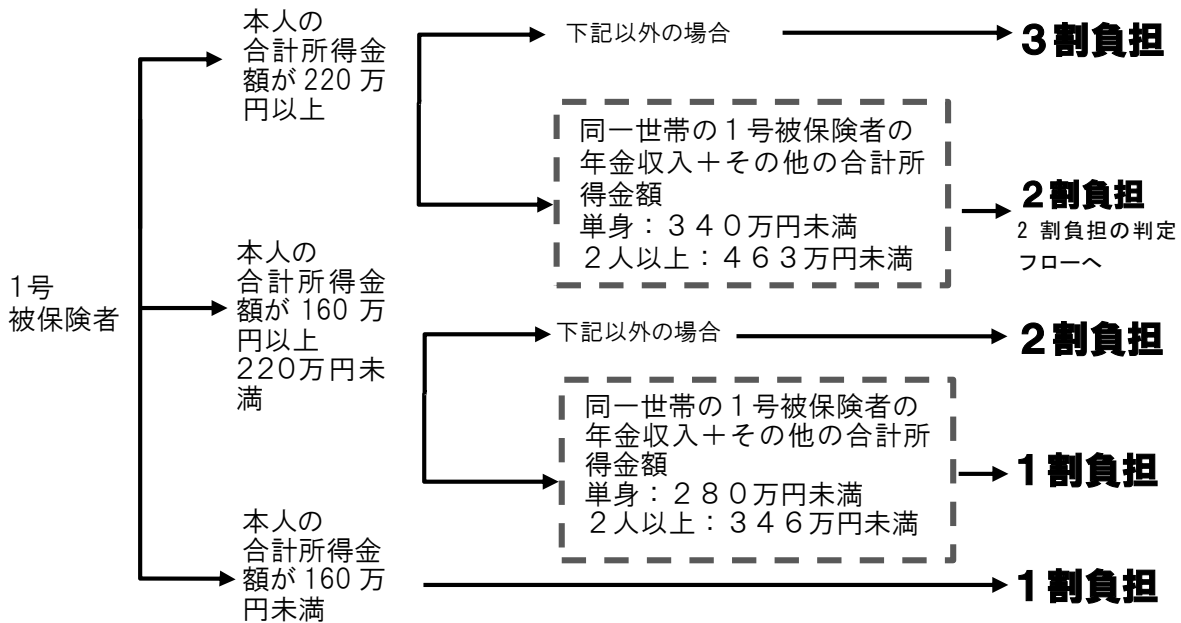 1号
被保険者
本人の
合計所得金
額が 220 万
円以上
下記以外の場合
3割負担
同一世帯の１号被保険者の
年金収入＋その他の合計所
得金額
単身：３４０万円未満
２人以上：４６３万円未満
2割負担
2 割負担の判定
フローへ
本人の
合計所得金
額が 160 万
円以上
220万円未
満
下記以外の場合
2割負担
同一世帯の１号被保険者の
年金収入＋その他の合計所
得金額
単身：２８０万円未満
２人以上：３４６万円未満
1割負担
本人の
合計所得金
額が 160 万
円未満
1割負担